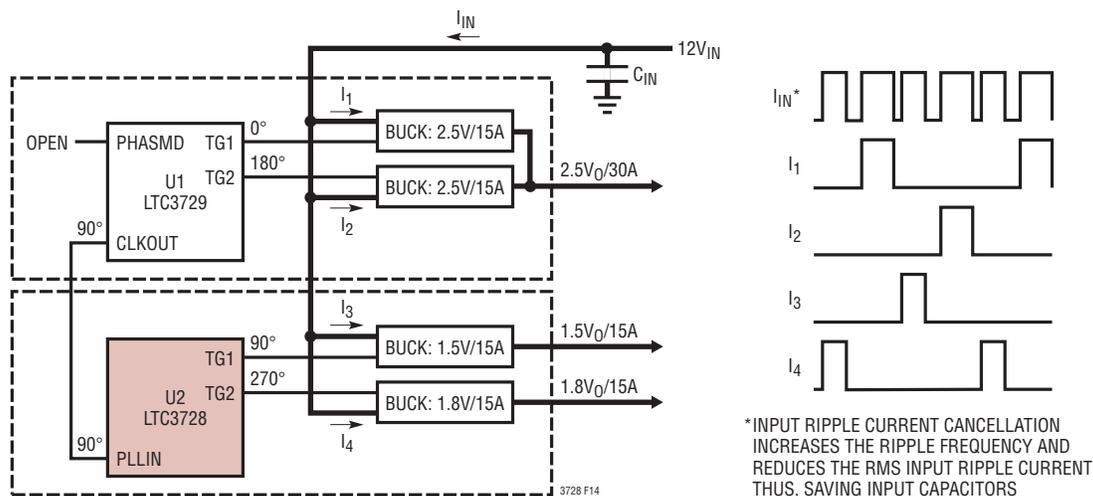 I_IN
12V_IN
C_IN
I_1
BUCK: 2.5V/15A
OPEN
PHASMD
TG1
0°
U1
LTC3729
TG2
180°
BUCK: 2.5V/15A
2.5V_O/30A
I_2
90°
CLKOUT
I_3
BUCK: 1.5V/15A
1.5V_O/15A
TG1
90°
U2
LTC3728
TG2
270°
BUCK: 1.8V/15A
1.8V_O/15A
I_4
90°
PLLIN
3728 F14
I_IN*
I_1
I_2
I_3
I_4
*INPUT RIPPLE CURRENT CANCELLATION
INCREASES THE RIPPLE FREQUENCY AND
REDUCES THE RMS INPUT RIPPLE CURRENT
THUS, SAVING INPUT CAPACITORS